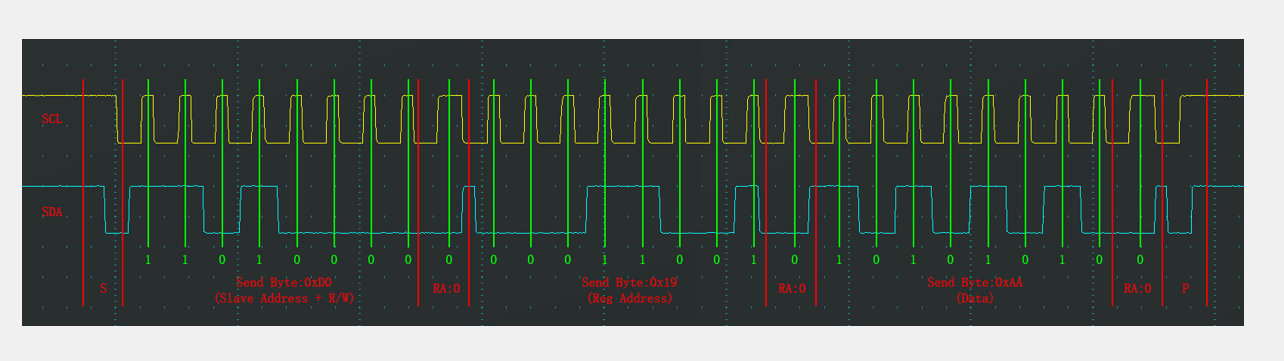 SCL
SDA
1 1 0 1 0 0 0 0 0 0 0 0 1 1 0 0 1 0 1 0 1 0 1 0 1 0 0
S Send Byte:0xD0 RA:0 Send Byte:0x19 RA:0 Send Byte:0xAA RA:0 P
(Slave Address + R/W) (Reg Address) (Data)